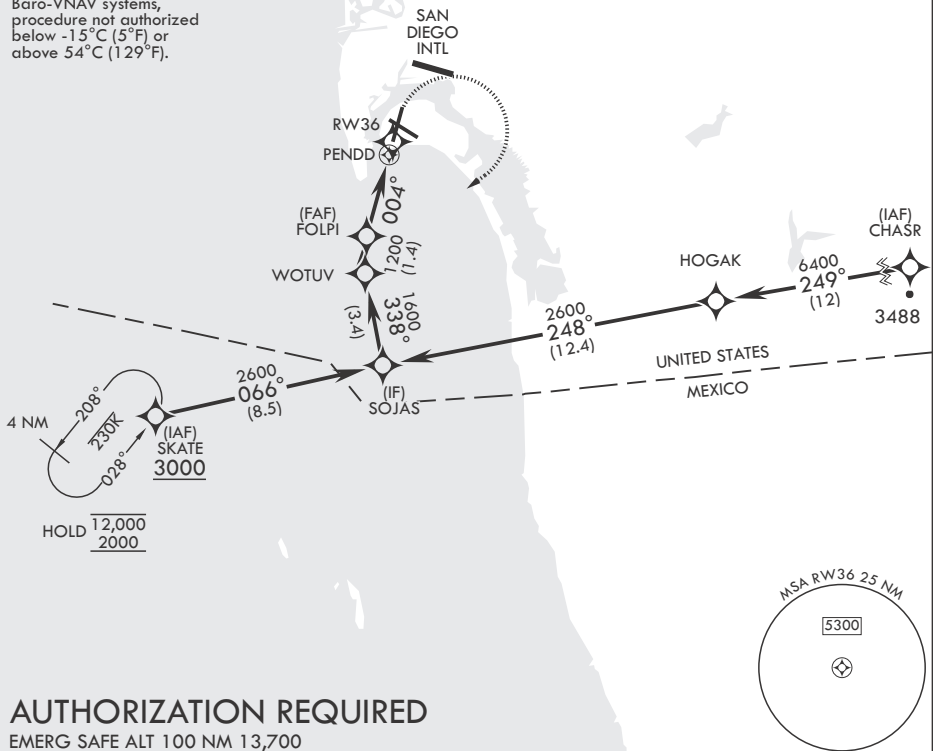 Baro-VNAV systems,
procedure not authorized
below -15°C (5°F) or
above 54°C (129°F).
SAN
DIEGO
INTL
RW36
PENDD
004°
(FAF)
FOLPI
1200
(1.4)
WOTUV
1600
338°
(3.4)
(IAF)
CHASR
3488
6400
249°
(12)
HOGAK
2600
248°
(12.4)
UNITED STATES
MEXICO
(IF)
SOJAS
2600
066°
(8.5)
(IAF)
SKATE
3000
4 NM
208°
230K
028°
HOLD 12,000
2000
MSA RW36 25 NM
5300
AUTHORIZATION REQUIRED
EMERG SAFE ALT 100 NM 13,700